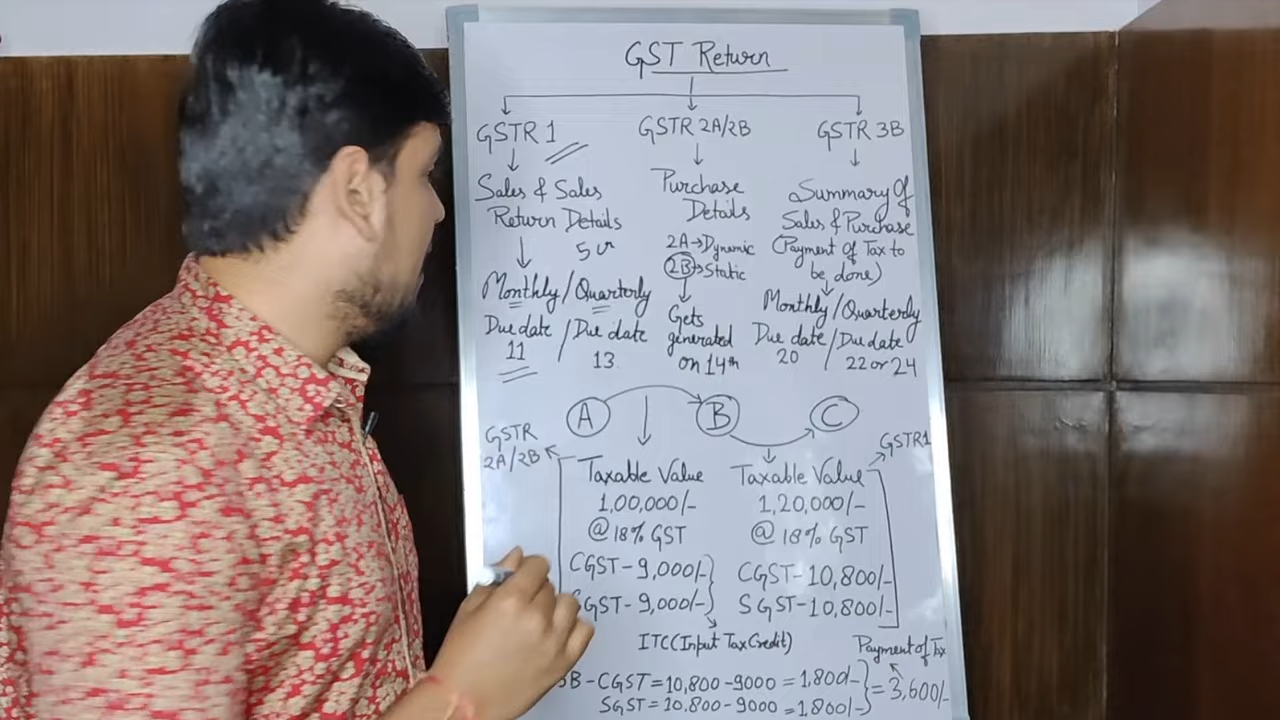 GST Return
GSTR 1
Sales & Sales
Return Details
5 cr
Monthly/Quarterly
Due date / Due date
11
13
GSTR 2A/2B
Purchase
Details
2A→Dynamic
2B→Static
Gets
generated
on 14th
GSTR 3B
Summary Of
Sales & Purchase
(Payment of Tax to
be done)
Monthly/Quarterly
Due date / Due date
20
22 or 24
A
B
C
GSTR
2A/2B
Taxable Value
1,00,000/-
@ 18% GST
CGST-9,000/-
SGST-9,000/-
Taxable Value
1,20,000/-
@ 18% GST
CGST-10,800/-
SGST-10,800/-
GSTR1
ITC(Input Tax Credit)
Payment of Tax
3B-CGST=10,800-9000=1,800/-
SGST=10,800-9000=1,800/-
=3,600/-